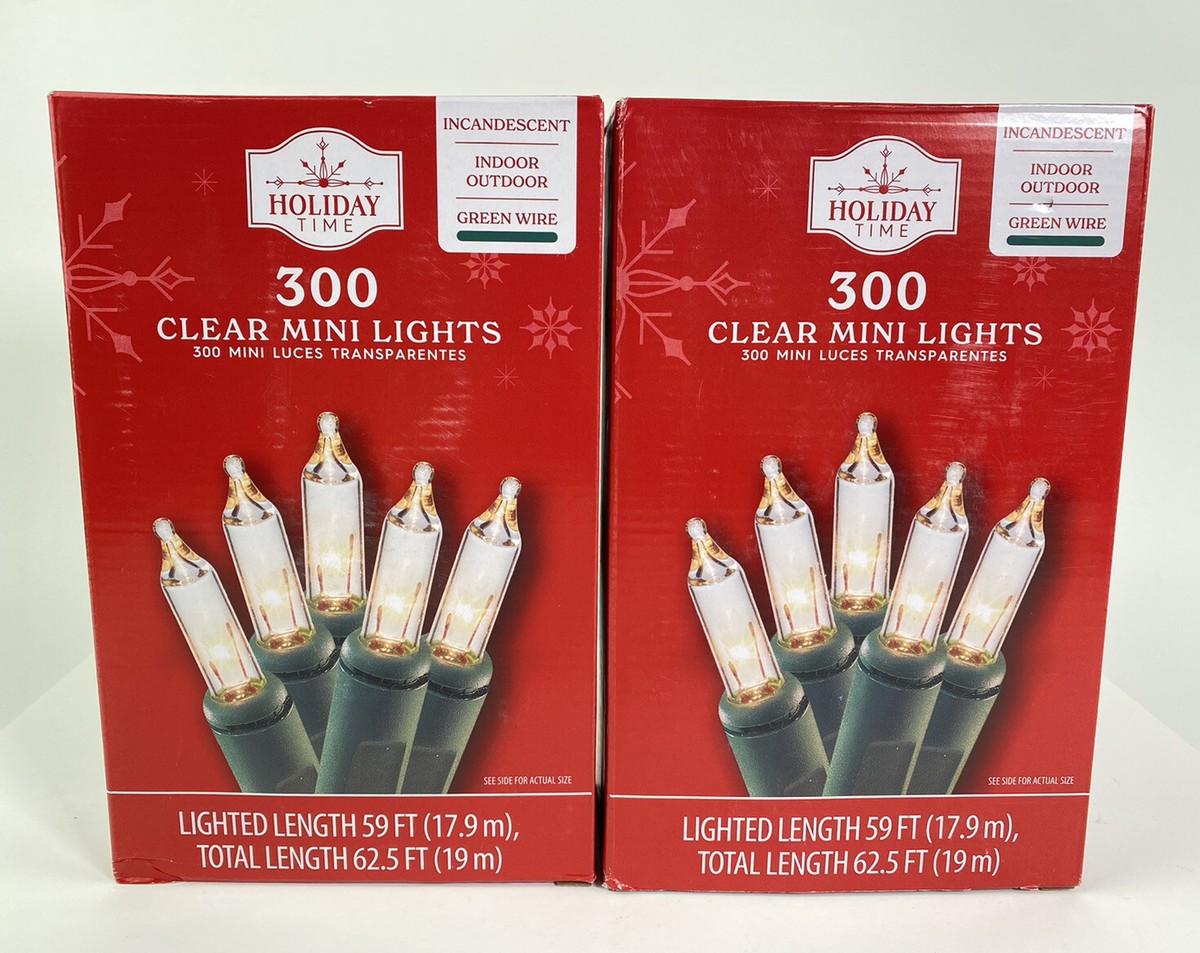 HOLIDAY
TIME
INCANDESCENT
INDOOR
OUTDOOR
GREEN WIRE
300
CLEAR MINI LIGHTS
300 MINI LUCES TRANSPARENTES
SEE SIDE FOR ACTUAL SIZE
LIGHTED LENGTH 59 FT (17.9 m),
TOTAL LENGTH 62.5 FT (19 m)
HOLIDAY
TIME
INCANDESCENT
INDOOR
OUTDOOR
GREEN WIRE
300
CLEAR MINI LIGHTS
300 MINI LUCES TRANSPARENTES
SEE SIDE FOR ACTUAL SIZE
LIGHTED LENGTH 59 FT (17.9 m),
TOTAL LENGTH 62.5 FT (19 m)